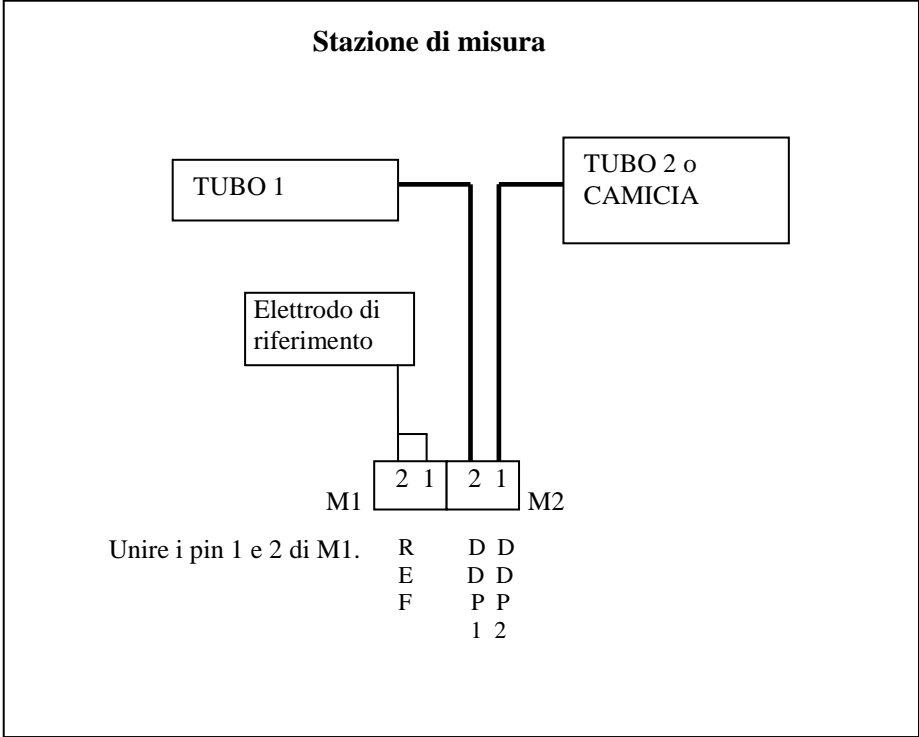 Stazione di misura
TUBO 1
TUBO 2 o
CAMICIA
Elettrodo di
riferimento
2 1
2 1
M1
M2
Unire i pin 1 e 2 di M1.
R
E
F
D D
D D
P P
1 2